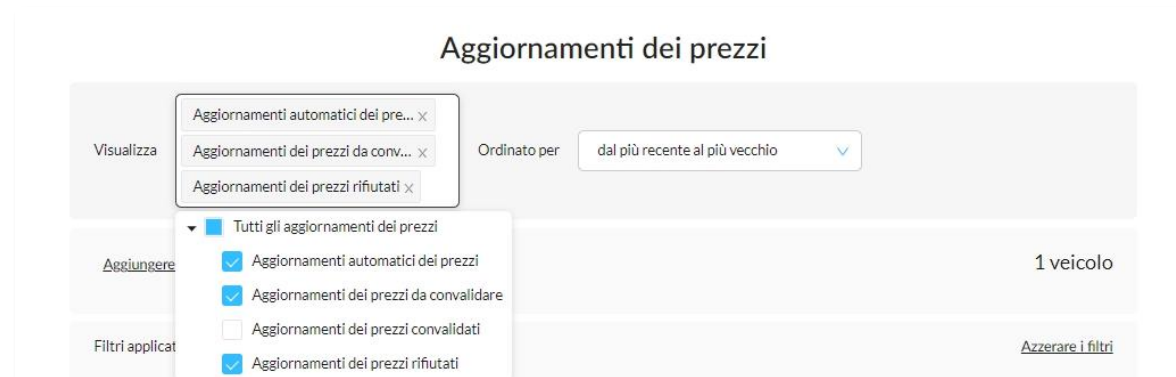 Aggiornamenti dei prezzi
Aggiornamenti automatici dei pre... x
Visualizza
Aggiornamenti dei prezzi da conv... x
Ordinato per
dal più recente al più vecchio
Aggiornamenti dei prezzi rifiutati x
Tutti gli aggiornamenti dei prezzi
Aggiungere
Aggiornamenti automatici dei prezzi
1 veicolo
Aggiornamenti dei prezzi da convalidare
Aggiornamenti dei prezzi convalidati
Filtri applicat
Azzerare i filtri
Aggiornamenti dei prezzi rifiutati